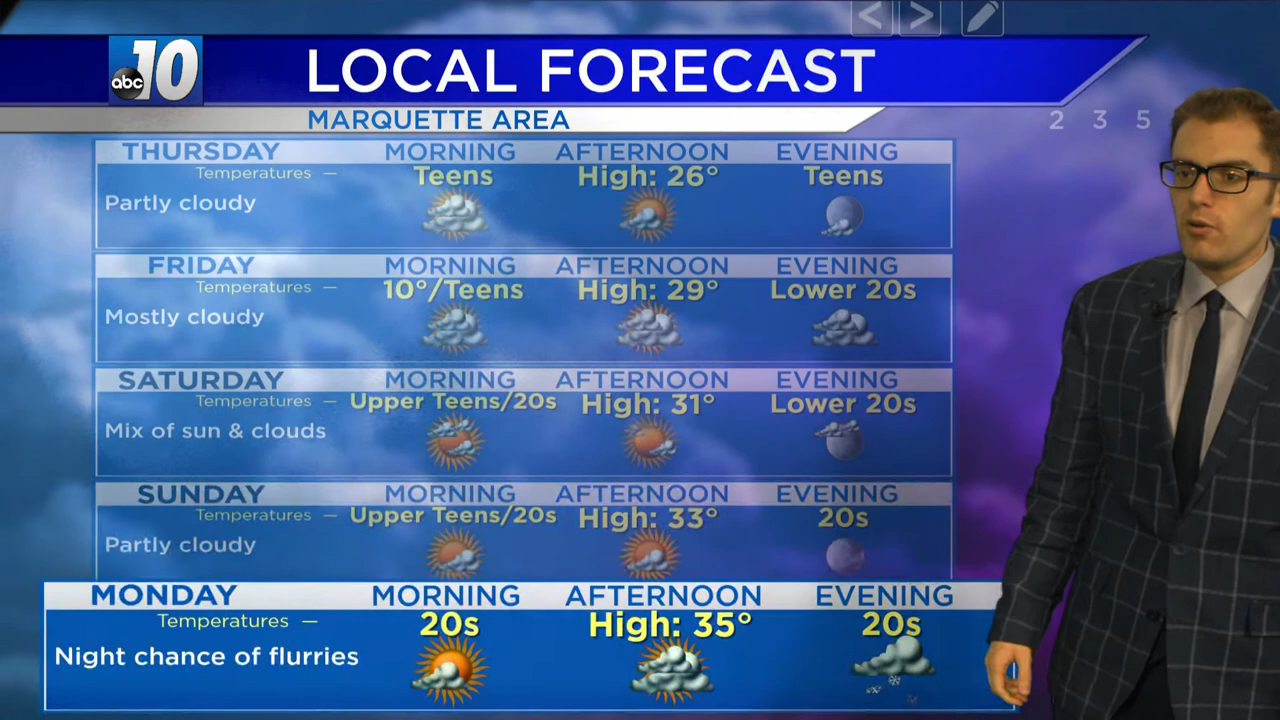 < >
abc 10
LOCAL FORECAST
MARQUETTE AREA
2 3 5
THURSDAY MORNING AFTERNOON EVENING
Temperatures — Teens High: 26° Teens
Partly cloudy
FRIDAY MORNING AFTERNOON EVENING
Temperatures — 10°/Teens High: 29° Lower 20s
Mostly cloudy
SATURDAY MORNING AFTERNOON EVENING
Temperatures — Upper Teens/20s High: 31° Lower 20s
Mix of sun & clouds
SUNDAY MORNING AFTERNOON EVENING
Temperatures — Upper Teens/20s High: 33° 20s
Partly cloudy
MONDAY MORNING AFTERNOON EVENING
Temperatures — 20s High: 35° 20s
Night chance of flurries